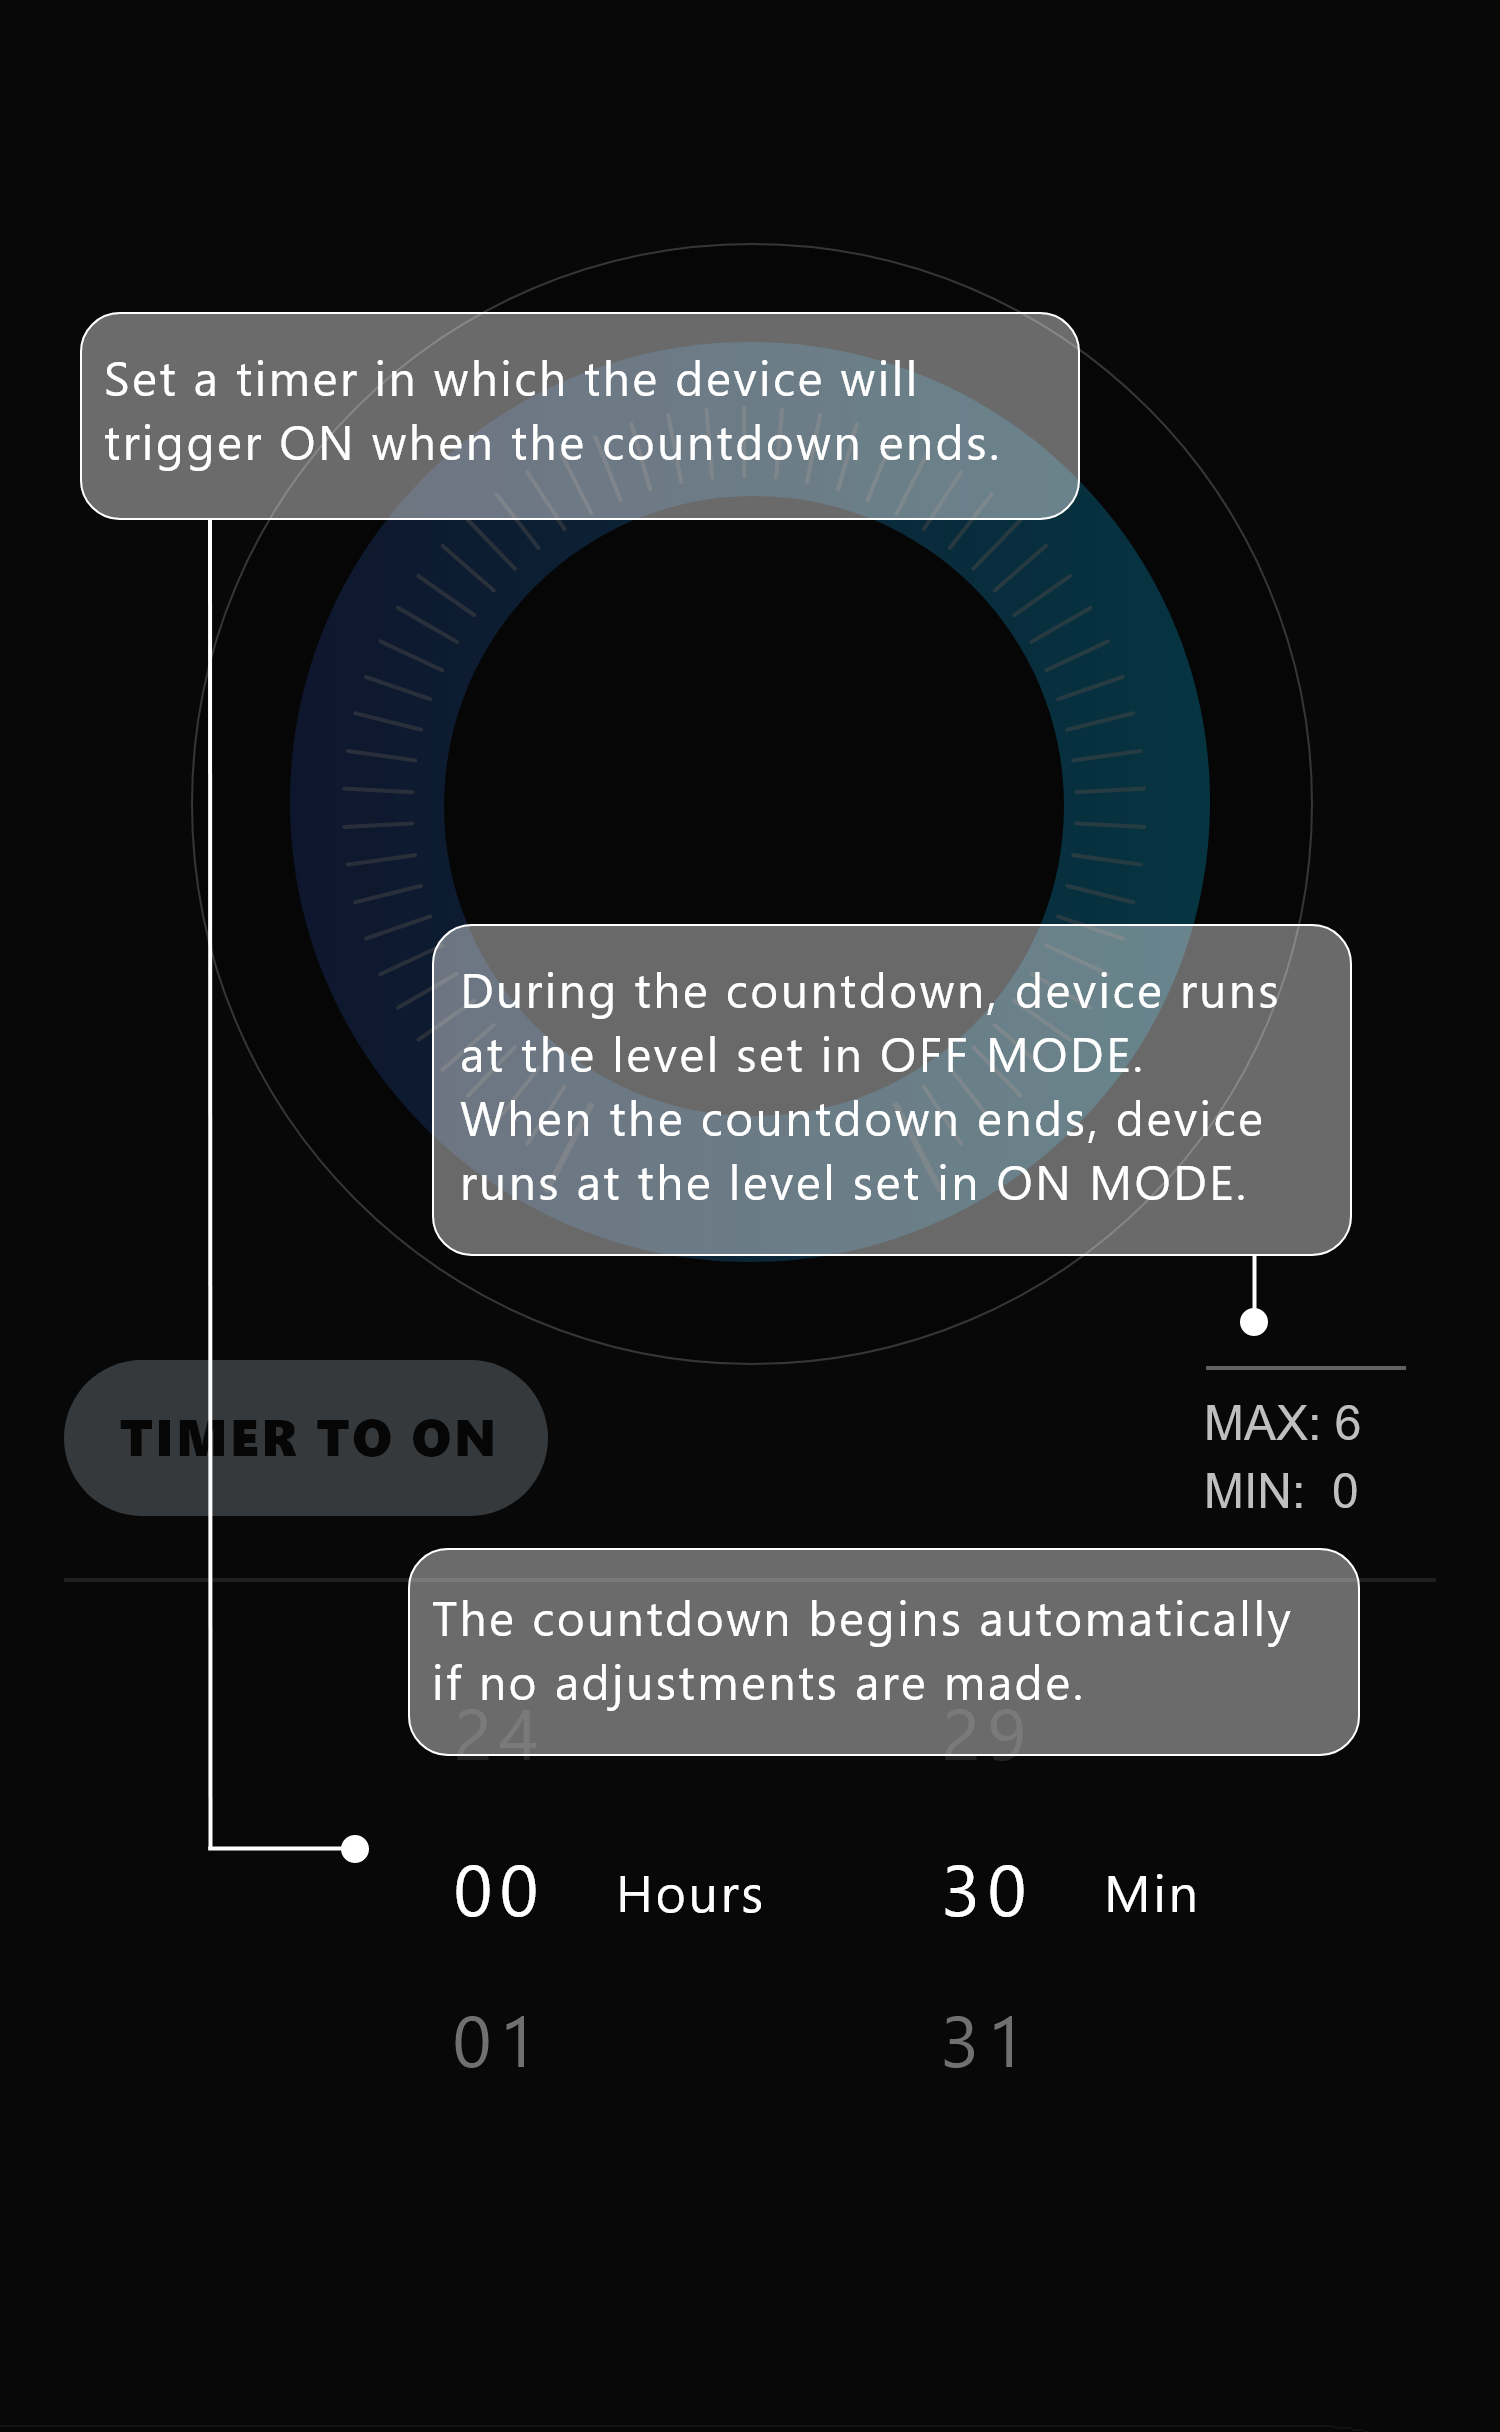 Set a timer in which the device will
trigger ON when the countdown ends.
During the countdown, device runs
at the level set in OFF MODE.
When the countdown ends, device
runs at the level set in ON MODE.
TIMER TO ON
MAX: 6
MIN: 0
The countdown begins automatically
if no adjustments are made.
24 29
00 Hours 30 Min
01 31